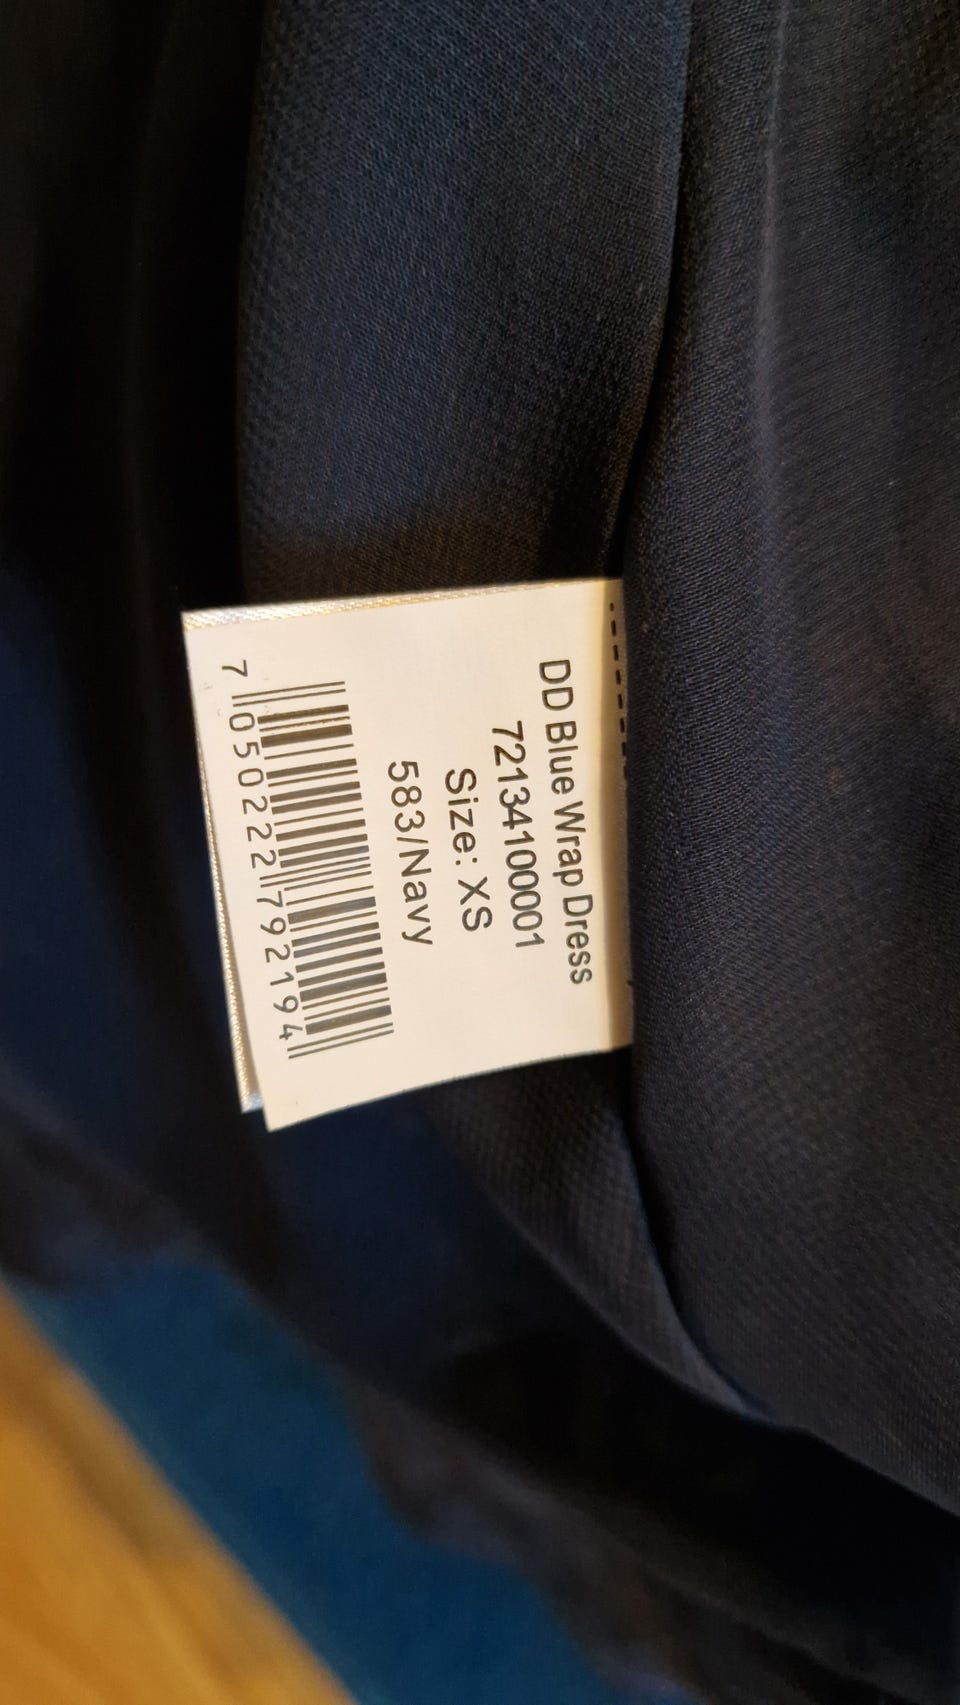 DD Blue Wrap Dress
7213410001
Size: XS
583/Navy
7 050222 792194